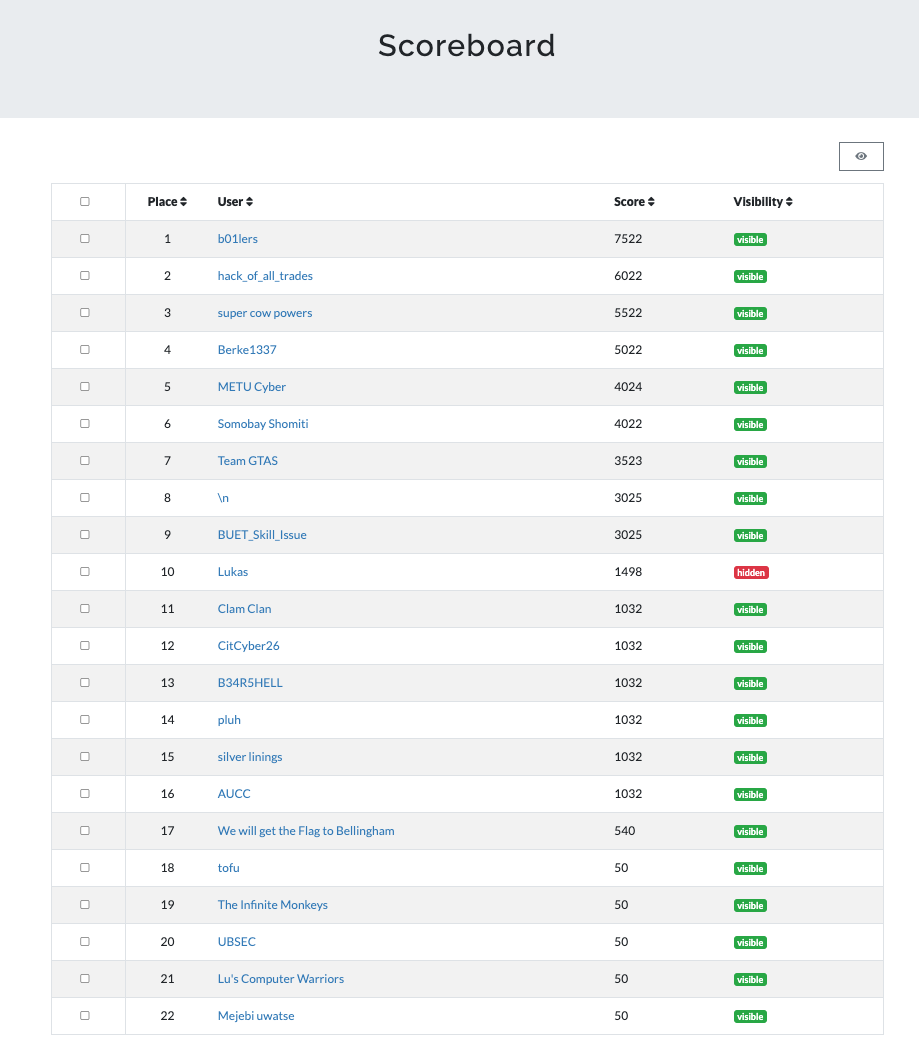 Scoreboard
Place User Score Visibility
1 b01lers 7522 visible
2 hack_of_all_trades 6022 visible
3 super cow powers 5522 visible
4 Berke1337 5022 visible
5 METU Cyber 4024 visible
6 Somobay Shomiti 4022 visible
7 Team GTAS 3523 visible
8 \n 3025 visible
9 BUET_Skill_Issue 3025 visible
10 Lukas 1498 hidden
11 Clam Clan 1032 visible
12 CitCyber26 1032 visible
13 B34R5HELL 1032 visible
14 pluh 1032 visible
15 silver linings 1032 visible
16 AUCC 1032 visible
17 We will get the Flag to Bellingham 540 visible
18 tofu 50 visible
19 The Infinite Monkeys 50 visible
20 UBSEC 50 visible
21 Lu's Computer Warriors 50 visible
22 Mejebi uwatse 50 visible